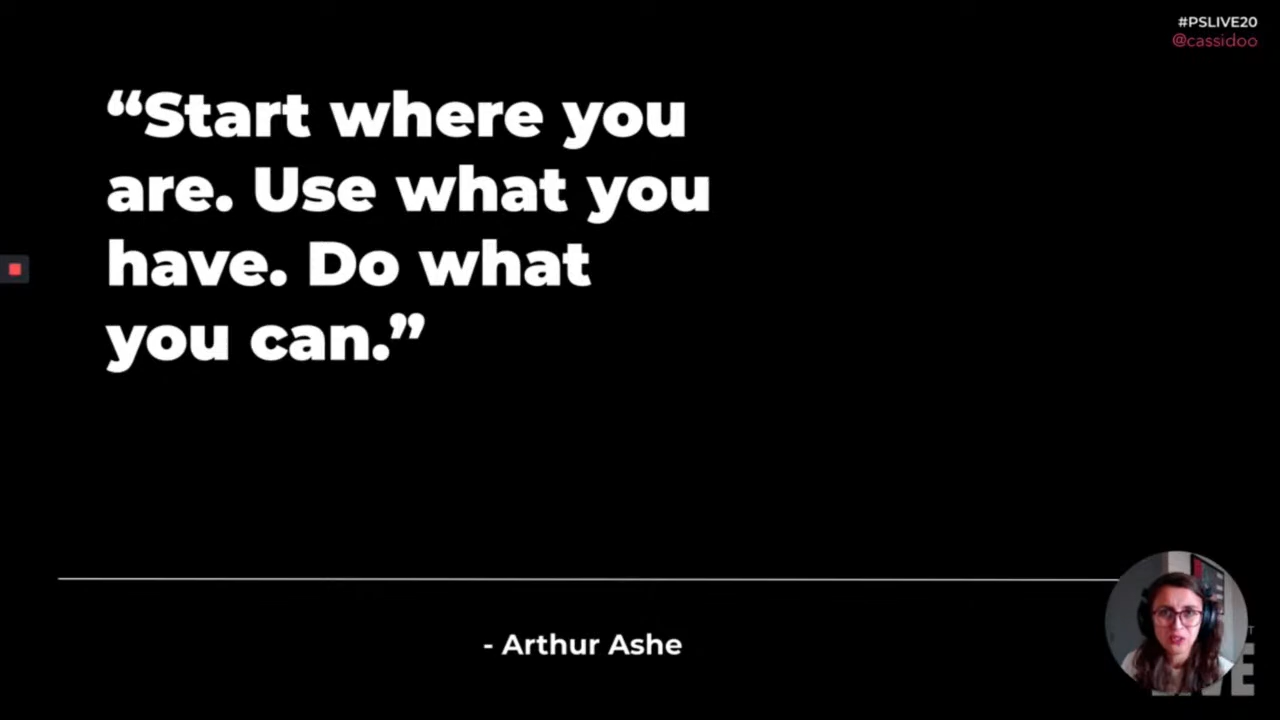 #PSLIVE20
@cassidoo
“Start where you
are. Use what you
have. Do what
you can.”
- Arthur Ashe